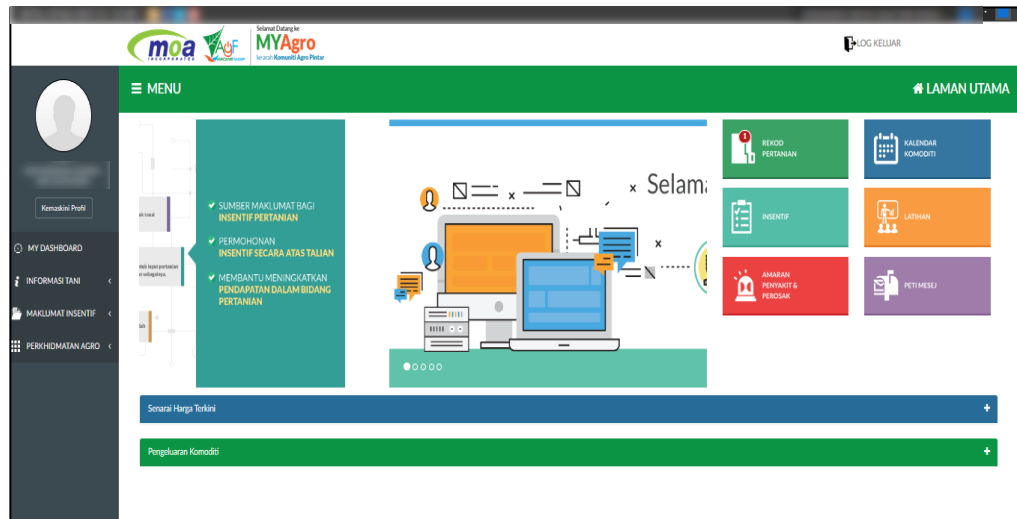 moa
INCORPORATED
AgF
Selamat Datang ke
MYAgro
ke arah Komuniti Agro Pintar
LOG KELUAR
MENU
LAMAN UTAMA
Kemaskini Profil
MY DASHBOARD
INFORMASI TANI
MAKLUMAT INSENTIF
PERKHIDMATAN AGRO
SUMBER MAKLUMAT BAGI
INSENTIF PERTANIAN
PERMOHONAN
INSENTIF SECARA ATAS TALIAN
MEMBANTU MENINGKATKAN
PENDAPATAN DALAM BIDANG
PERTANIAN
Selama
1
REKOD
PERTANIAN
KALENDAR
KOMODITI
INSENTIF
LATIHAN
AMARAN
PENYAKIT &
PEROSAK
PETI MESEJ
Senarai Harga Terkini
Pengeluaran Komoditi